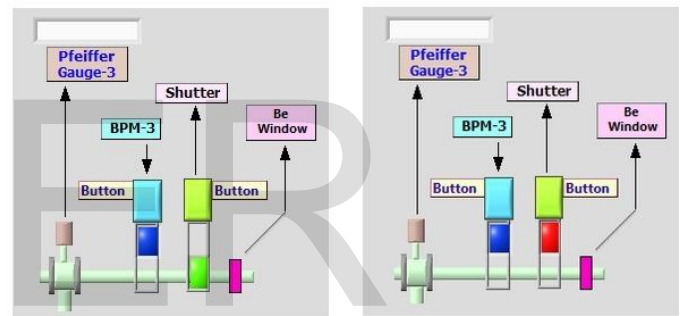 Pfeiffer
Gauge-3
Shutter
BPM-3
Be
Window
Button
Button
Pfeiffer
Gauge-3
Shutter
BPM-3
Be
Window
Button
Button
ER